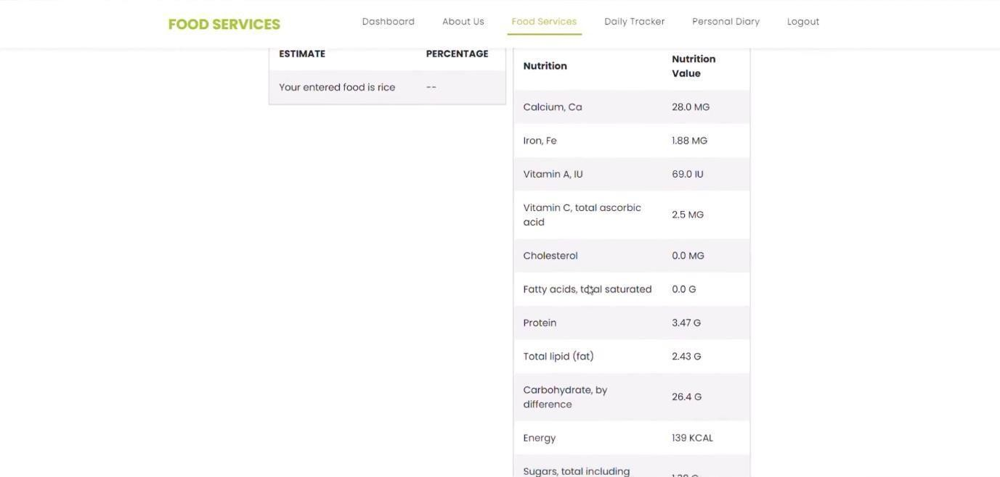 FOOD SERVICES
Dashboard
About Us
Food Services
Daily Tracker
Personal Diary
Logout
ESTIMATE PERCENTAGE
Your entered food is rice --
Nutrition Nutrition
Value
Calcium, Ca 28.0 MG
Iron, Fe 1.88 MG
Vitamin A, IU 69.0 IU
Vitamin C, total ascorbic
acid 2.5 MG
Cholesterol 0.0 MG
Fatty acids, total saturated 0.0 G
Protein 3.47 G
Total lipid (fat) 2.43 G
Carbohydrate, by
difference 26.4 G
Energy 139 KCAL
Sugars, total including